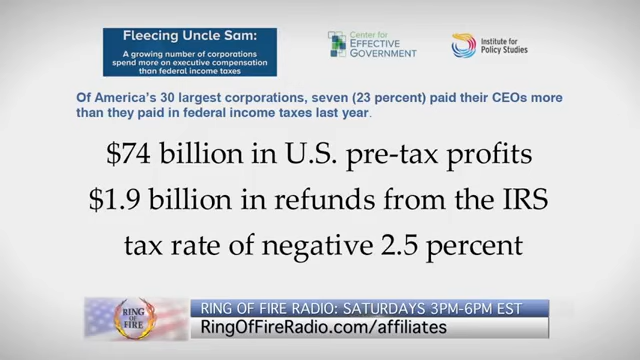 Fleecing Uncle Sam:
A growing number of corporations
spend more on executive compensation
than federal income taxes
Center for
EFFECTIVE
GOVERNMENT
Institute for
Policy Studies
Of America's 30 largest corporations, seven (23 percent) paid their CEOs more
than they paid in federal income taxes last year.
$74 billion in U.S. pre-tax profits
$1.9 billion in refunds from the IRS
tax rate of negative 2.5 percent
RING
OF FIRE
RING OF FIRE RADIO: SATURDAYS 3PM-6PM EST
RingOfFireRadio.com/affiliates